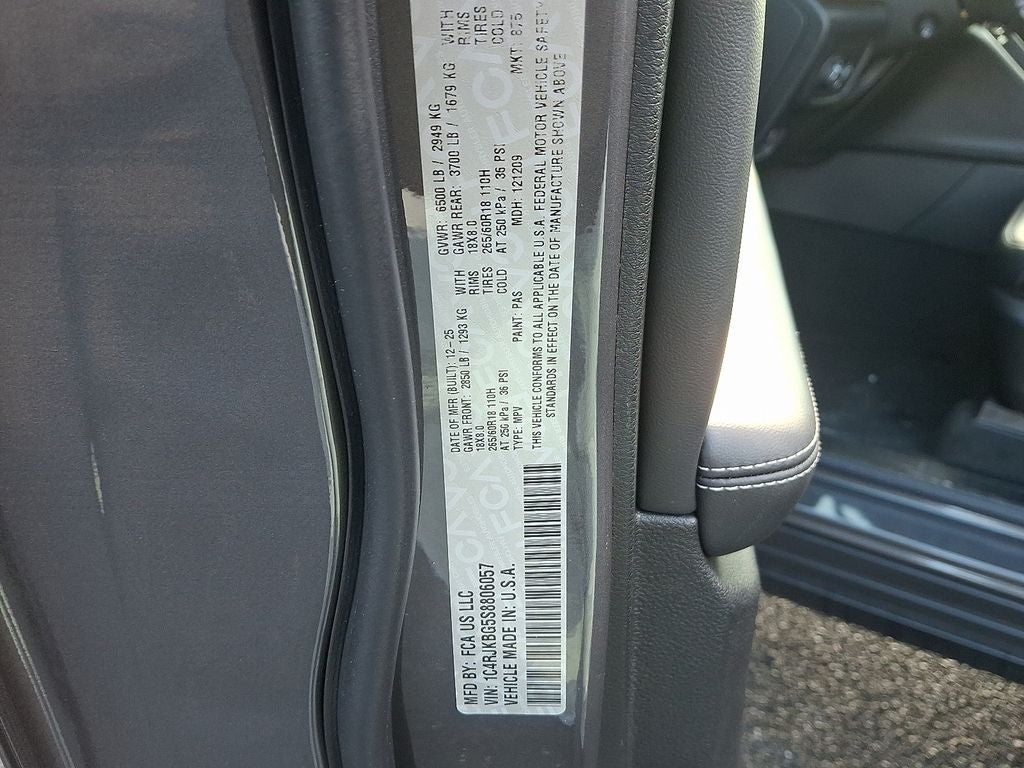 MFD BY: FCA US LLC
VIN: 1C4RJKBG5S8806057
VEHICLE MADE IN: U.S.A.
DATE OF MFR (BUILT): 12-25 GVWR: 6500 LB / 2949 KG
GAWR FRONT: 2850 LB / 1293 KG WITH GAWR REAR: 3700 LB / 1679 KG WITH
18X8.0 RIMS 18X8.0 RIMS
265/60R18 110H TIRES 265/60R18 110H TIRES
AT 250 kPa / 36 PSI COLD AT 250 kPa / 36 PSI COLD
TYPE: MPV PAINT: PAS MDH: 121209 MKT: 875
THIS VEHICLE CONFORMS TO ALL APPLICABLE U.S.A. FEDERAL MOTOR VEHICLE SAFETY
STANDARDS IN EFFECT ON THE DATE OF MANUFACTURE SHOWN ABOVE